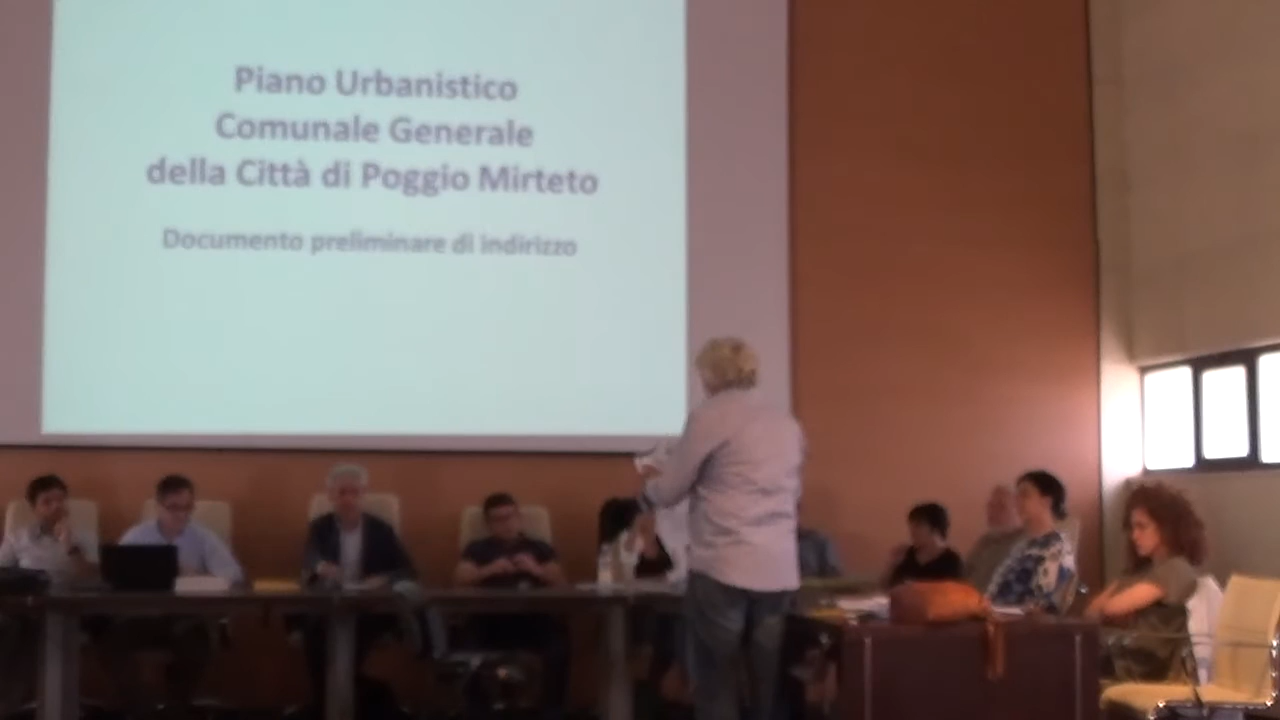 Piano Urbanistico
Comunale Generale
della Città di Poggio Mirteto
Documento preliminare di indirizzo